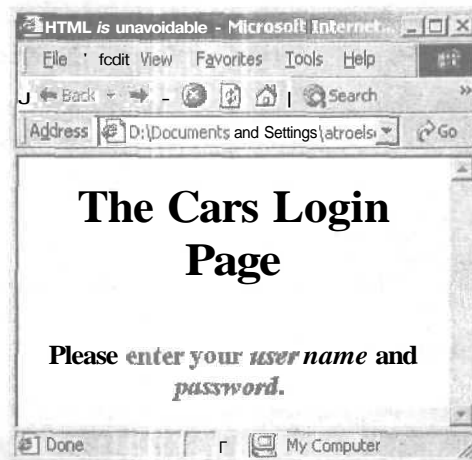 HTML is unavoidable - Microsoft Internet...
File ' fcdit View Favorites Tools Help
Back - Search »
Address D:\Documents and Settings\atroels Go
The Cars Login
Page
Please enter your user name and
password.
Done Г My Computer